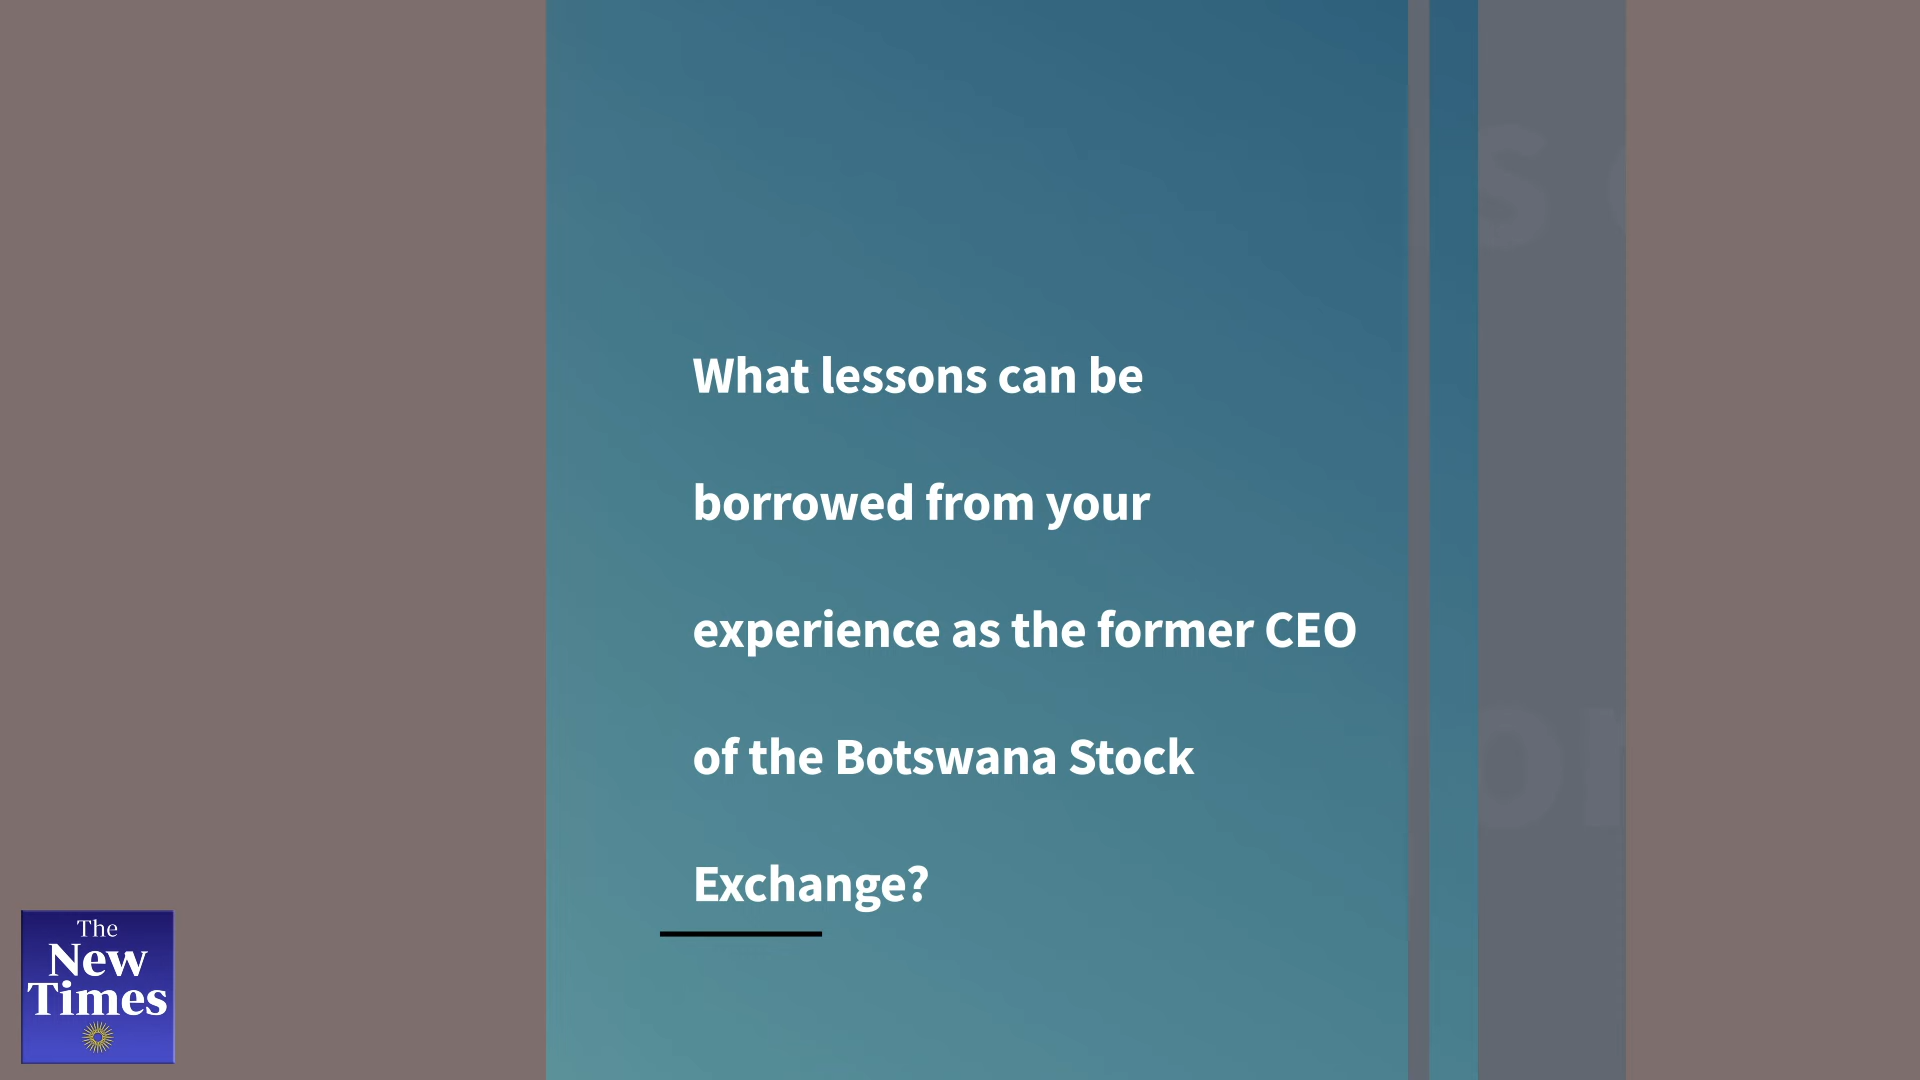 What lessons can be
borrowed from your
experience as the former CEO
of the Botswana Stock
Exchange?
The
New
Times